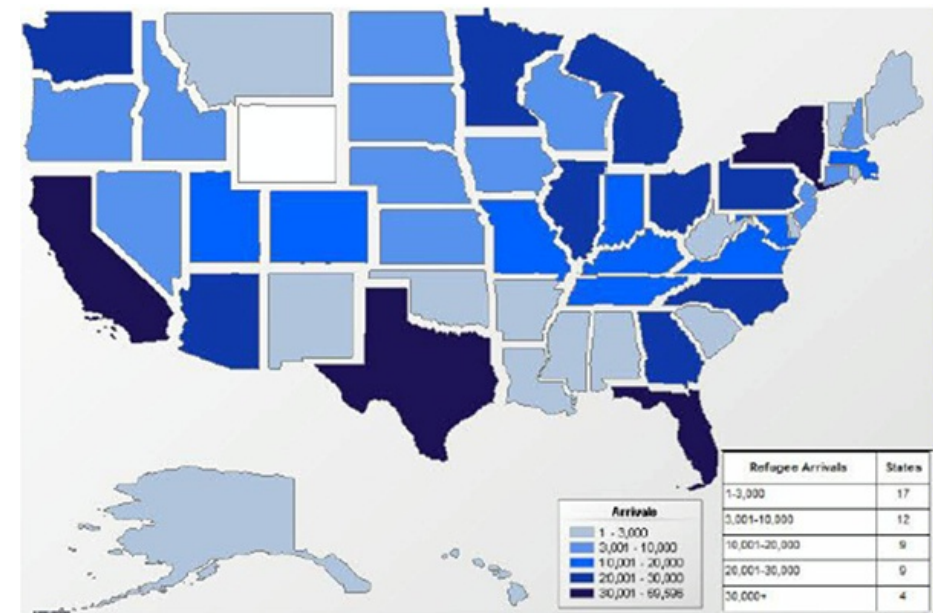 Arrivals
1 - 3,000
3,001 - 10,000
10,001 - 20,000
20,001 - 30,000
30,001 - 69,596
Refugee Arrivals States
1-3,000 17
3,001-10,000 12
10,001-20,000 9
20,001-30,000 9
30,000+ 4